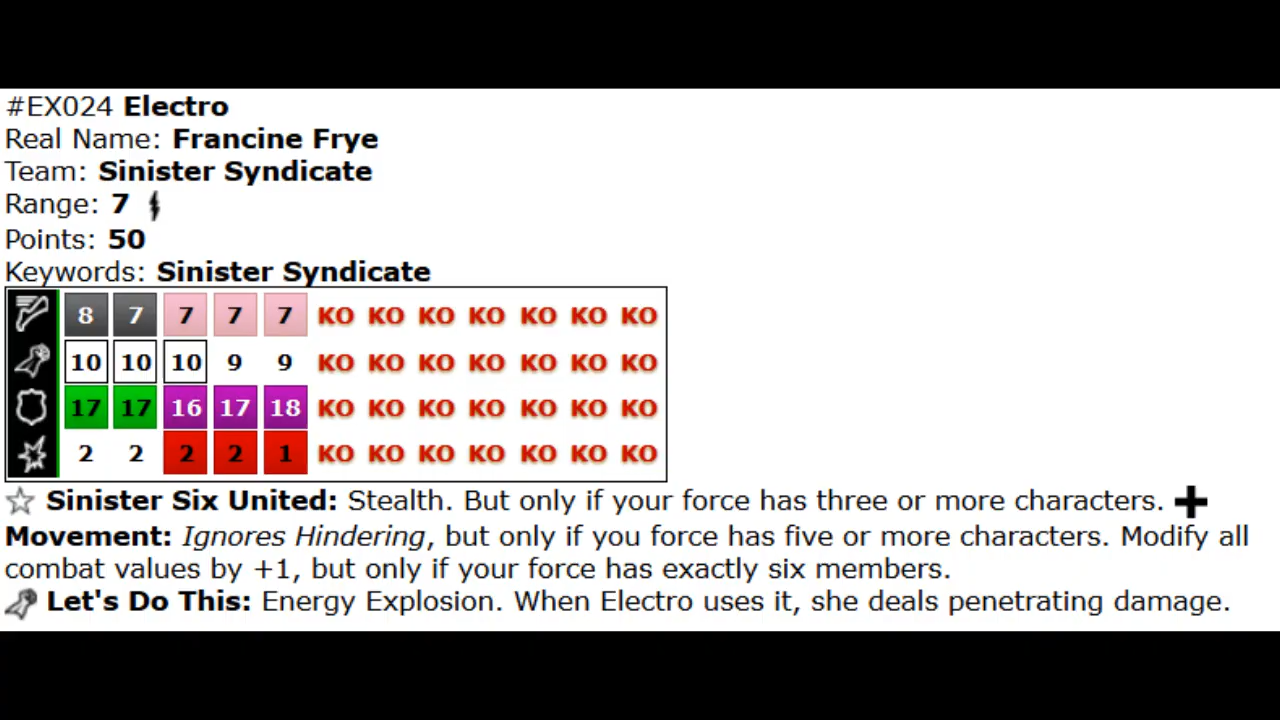 #EX024 Electro
Real Name: Francine Frye
Team: Sinister Syndicate
Range: 7
Points: 50
Keywords: Sinister Syndicate
8 7 7 7 7 KO KO KO KO KO KO KO
10 10 10 9 9 KO KO KO KO KO KO KO
17 17 16 17 18 KO KO KO KO KO KO KO
2 2 2 2 1 KO KO KO KO KO KO KO
Sinister Six United: Stealth. But only if your force has three or more characters.
Movement: Ignores Hindering, but only if you force has five or more characters. Modify all
combat values by +1, but only if your force has exactly six members.
Let's Do This: Energy Explosion. When Electro uses it, she deals penetrating damage.